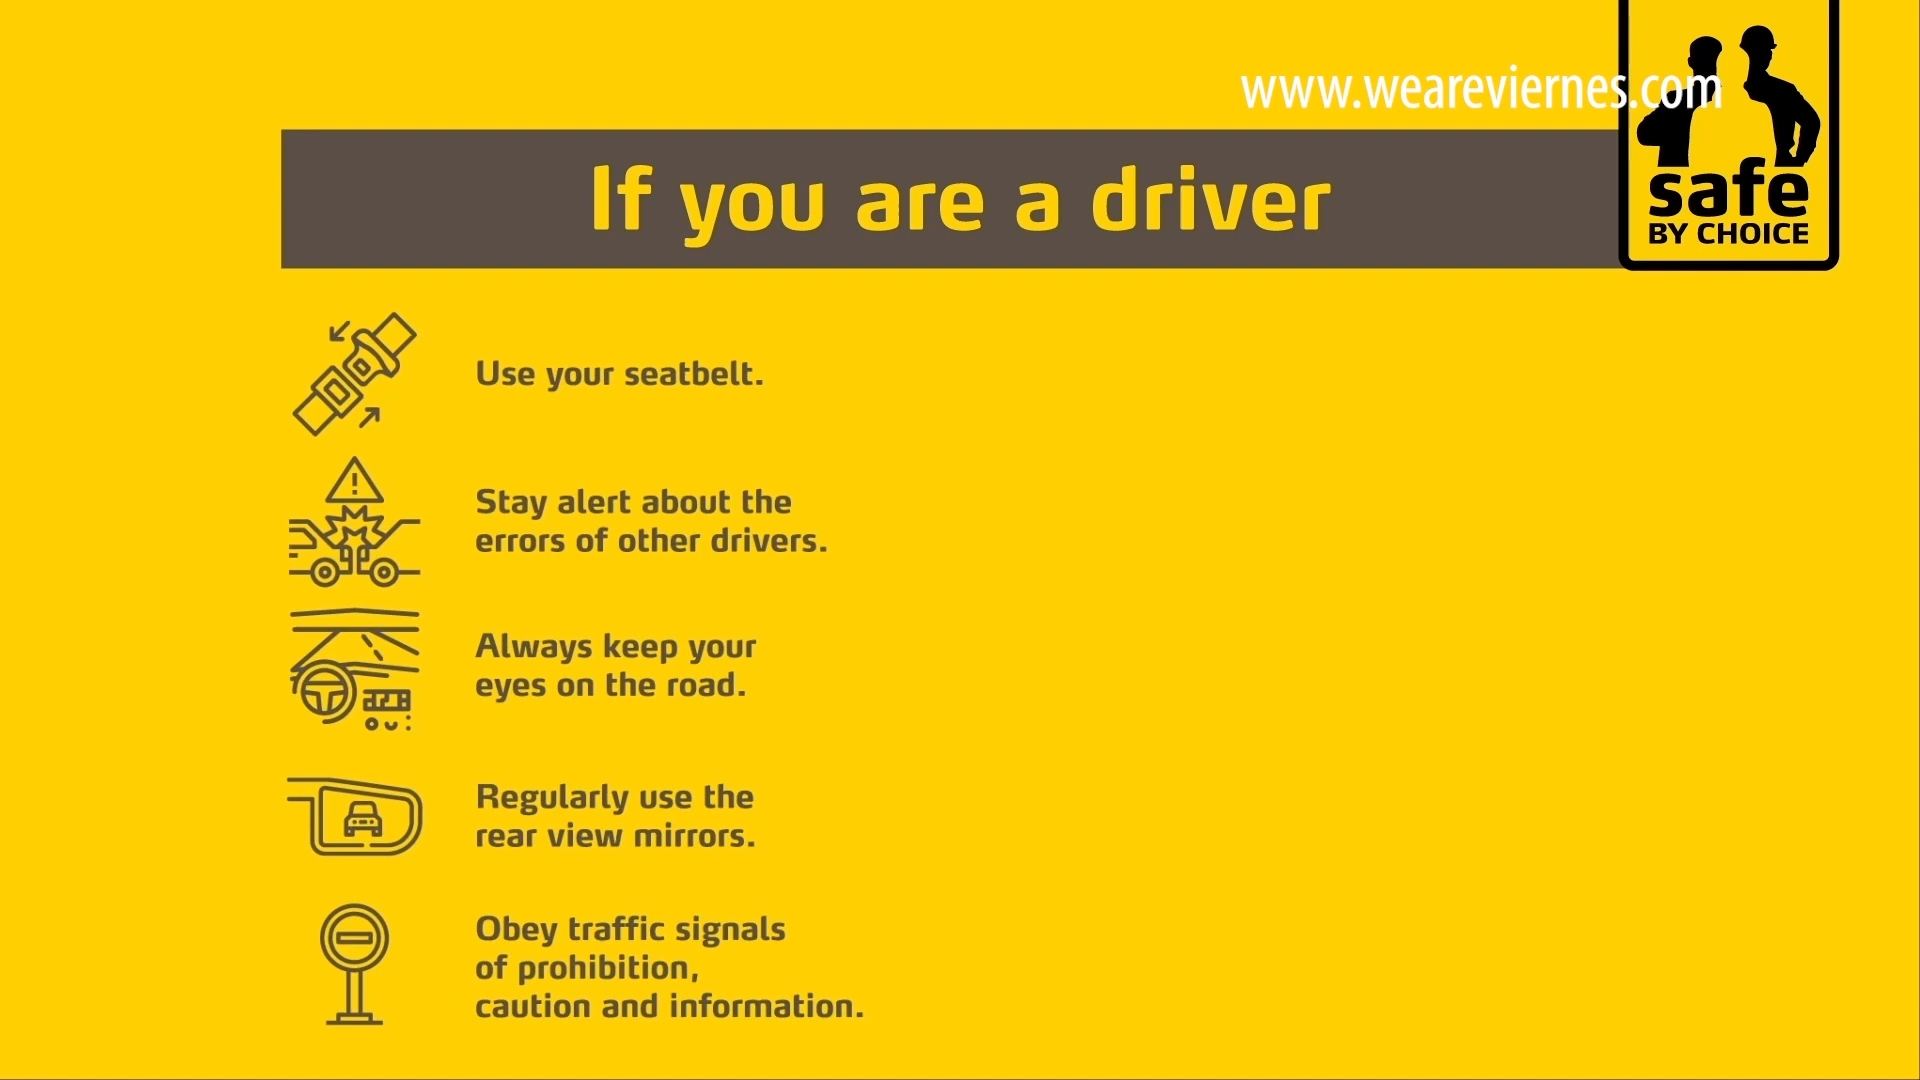 www.weareviernes.com
If you are a driver
safe
BY CHOICE
Use your seatbelt.
Stay alert about the
errors of other drivers.
Always keep your
eyes on the road.
Regularly use the
rear view mirrors.
Obey traffic signals
of prohibition,
caution and information.